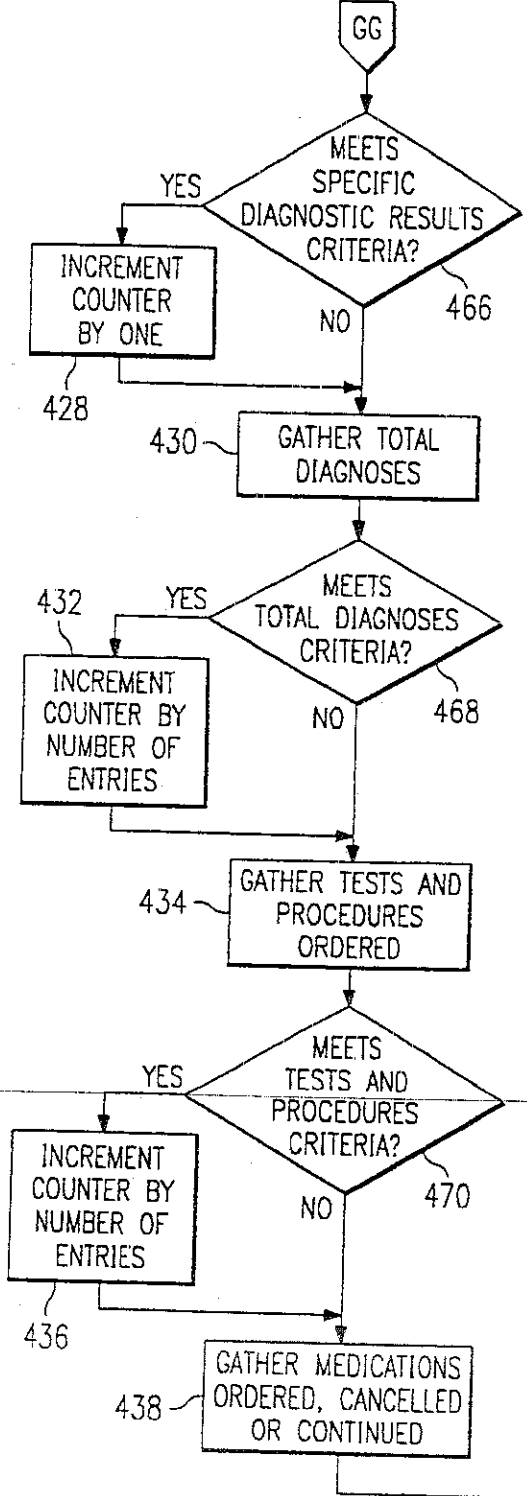 GG
MEETS
SPECIFIC
DIAGNOSTIC RESULTS
CRITERIA?
YES
466
INCREMENT
COUNTER
BY ONE
NO
428
430
GATHER TOTAL
DIAGNOSES
MEETS
TOTAL DIAGNOSES
CRITERIA?
YES
432
468
INCREMENT
COUNTER BY
NUMBER OF
ENTRIES
NO
434
GATHER TESTS AND
PROCEDURES
ORDERED
MEETS
TESTS AND
PROCEDURES
CRITERIA?
YES
470
INCREMENT
COUNTER BY
NUMBER OF
ENTRIES
NO
436
438
GATHER MEDICATIONS
ORDERED, CANCELLED
OR CONTINUED